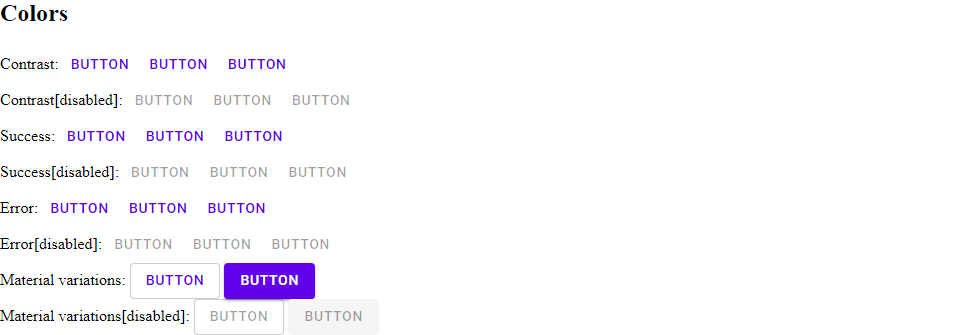 Colors
Contrast: BUTTON BUTTON BUTTON
Contrast[disabled]: BUTTON BUTTON BUTTON
Success: BUTTON BUTTON BUTTON
Success[disabled]: BUTTON BUTTON BUTTON
Error: BUTTON BUTTON BUTTON
Error[disabled]: BUTTON BUTTON BUTTON
Material variations: BUTTON BUTTON
Material variations[disabled]: BUTTON BUTTON